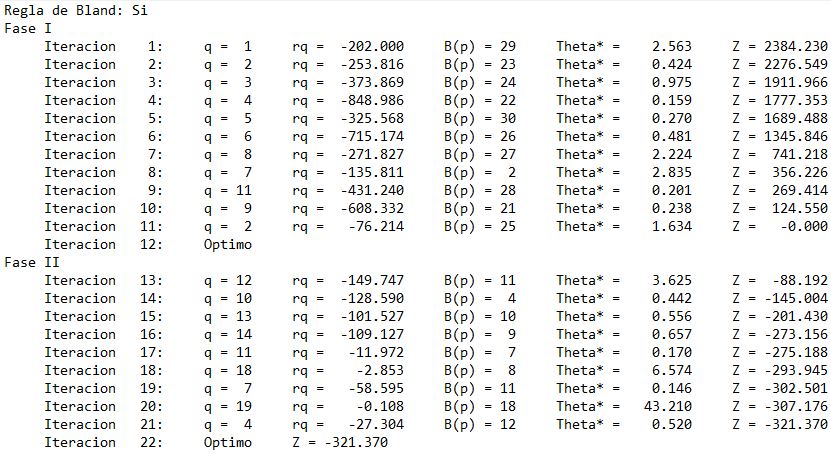 Regla de Bland: Si
Fase I
Iteracion 1: q = 1 rq = -202.000 B(p) = 29 Theta* = 2.563 Z = 2384.230
Iteracion 2: q = 2 rq = -253.816 B(p) = 23 Theta* = 0.424 Z = 2276.549
Iteracion 3: q = 3 rq = -373.869 B(p) = 24 Theta* = 0.975 Z = 1911.966
Iteracion 4: q = 4 rq = -848.986 B(p) = 22 Theta* = 0.159 Z = 1777.353
Iteracion 5: q = 5 rq = -325.568 B(p) = 30 Theta* = 0.270 Z = 1689.488
Iteracion 6: q = 6 rq = -715.174 B(p) = 26 Theta* = 0.481 Z = 1345.846
Iteracion 7: q = 8 rq = -271.827 B(p) = 27 Theta* = 2.224 Z = 741.218
Iteracion 8: q = 7 rq = -135.811 B(p) = 2 Theta* = 2.835 Z = 356.226
Iteracion 9: q = 11 rq = -431.240 B(p) = 28 Theta* = 0.201 Z = 269.414
Iteracion 10: q = 9 rq = -608.332 B(p) = 21 Theta* = 0.238 Z = 124.550
Iteracion 11: q = 2 rq = -76.214 B(p) = 25 Theta* = 1.634 Z = -0.000
Iteracion 12: Optimo
Fase II
Iteracion 13: q = 12 rq = -149.747 B(p) = 11 Theta* = 3.625 Z = -88.192
Iteracion 14: q = 10 rq = -128.590 B(p) = 4 Theta* = 0.442 Z = -145.004
Iteracion 15: q = 13 rq = -101.527 B(p) = 10 Theta* = 0.556 Z = -201.430
Iteracion 16: q = 14 rq = -109.127 B(p) = 9 Theta* = 0.657 Z = -273.156
Iteracion 17: q = 11 rq = -11.972 B(p) = 7 Theta* = 0.170 Z = -275.188
Iteracion 18: q = 18 rq = -2.853 B(p) = 8 Theta* = 6.574 Z = -293.945
Iteracion 19: q = 7 rq = -58.595 B(p) = 11 Theta* = 0.146 Z = -302.501
Iteracion 20: q = 19 rq = -0.108 B(p) = 18 Theta* = 43.210 Z = -307.176
Iteracion 21: q = 4 rq = -27.304 B(p) = 12 Theta* = 0.520 Z = -321.370
Iteracion 22: Optimo Z = -321.370